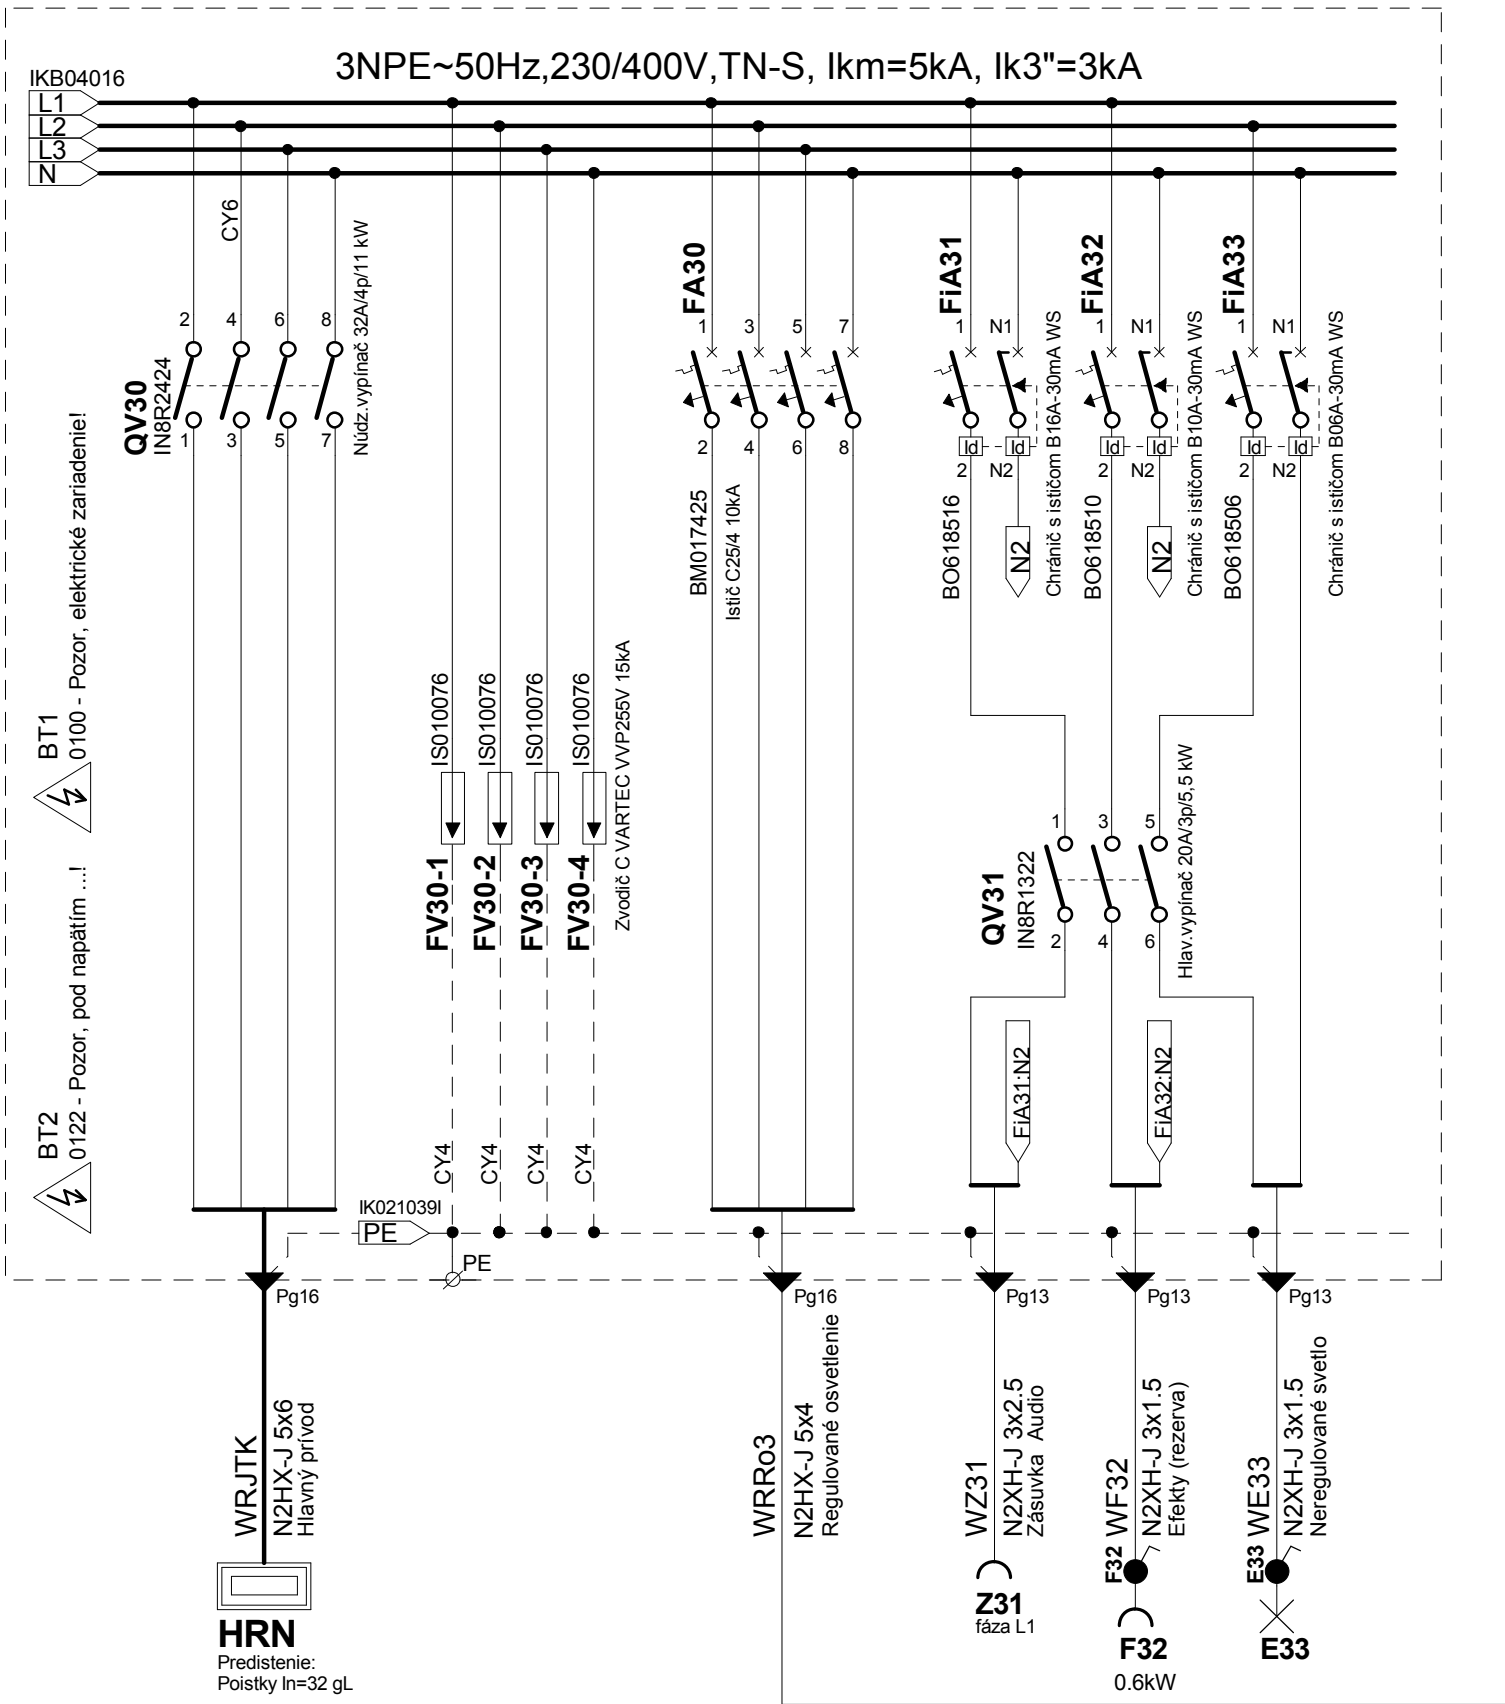 3NPE~50Hz,230/400V,TN-S, Ikm=5kA, Ik3"=3kA
IKB04016
L1
L2
L3
N
CY6
QV30
IN8R2424
2
4
6
8
1
3
5
7
Núdz.vypínač 32A/4p/11 kW
BT1
0100 - Pozor, elektrické zariadenie!
BT2
0122 - Pozor, pod napätím ...!
IS010076
IS010076
IS010076
IS010076
FV30-1
FV30-2
FV30-3
FV30-4
Zvodič C VARTEC VVP255V 15kA
CY4
CY4
CY4
CY4
FA30
1
3
5
7
2
4
6
8
BM017425
Istič C25/4 10kA
FiA31
1
N1
Id
Id
2
N2
BO618516
N2
Chránič s ističom B16A-30mA WS
FiA32
1
N1
Id
Id
2
N2
BO618510
N2
Chránič s ističom B10A-30mA WS
FiA33
1
N1
Id
Id
2
N2
BO618506
Chránič s ističom B06A-30mA WS
QV31
IN8R1322
1
3
5
2
4
6
Hlav.vypínač 20A/3p/5,5 kW
FiA31:N2
FiA32:N2
IK021039I
PE
PE
Pg16
Pg16
Pg13
Pg13
Pg13
WRJTK
N2HX-J 5x6
Hlavný prívod
HRN
Predistenie:
Poistky In=32 gL
WRRo3
N2HX-J 5x4
Regulované osvetlenie
WZ31
N2XH-J 3x2.5
Zásuvka Audio
Z31
fáza L1
WF32
N2XH-J 3x1.5
Efekty (rezerva)
F32
F32
0.6kW
WE33
N2XH-J 3x1.5
Neregulované svetlo
E33
E33